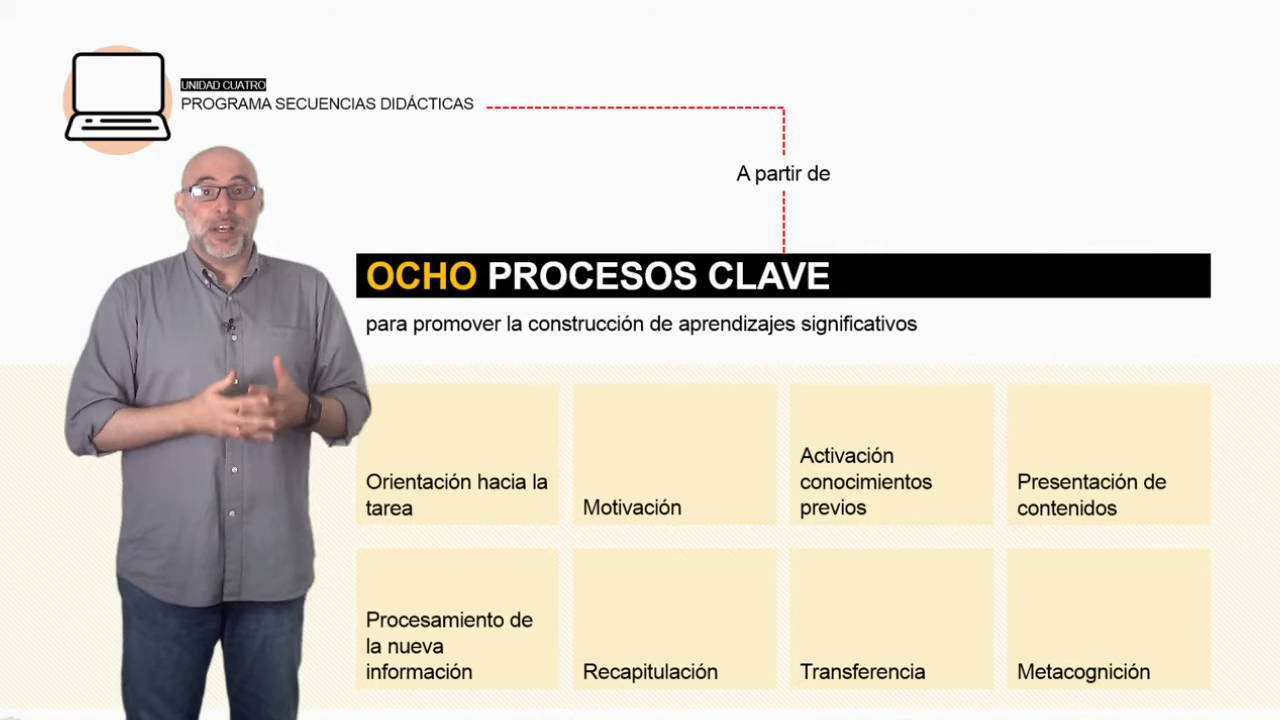 UNIDAD CUATRO
PROGRAMA SECUENCIAS DIDÁCTICAS
A partir de
OCHO PROCESOS CLAVE
para promover la construcción de aprendizajes significativos
Orientación hacia la
tarea
Motivación
Activación
conocimientos
previos
Presentación de
contenidos
Procesamiento de
la nueva
información
Recapitulación
Transferencia
Metacognición